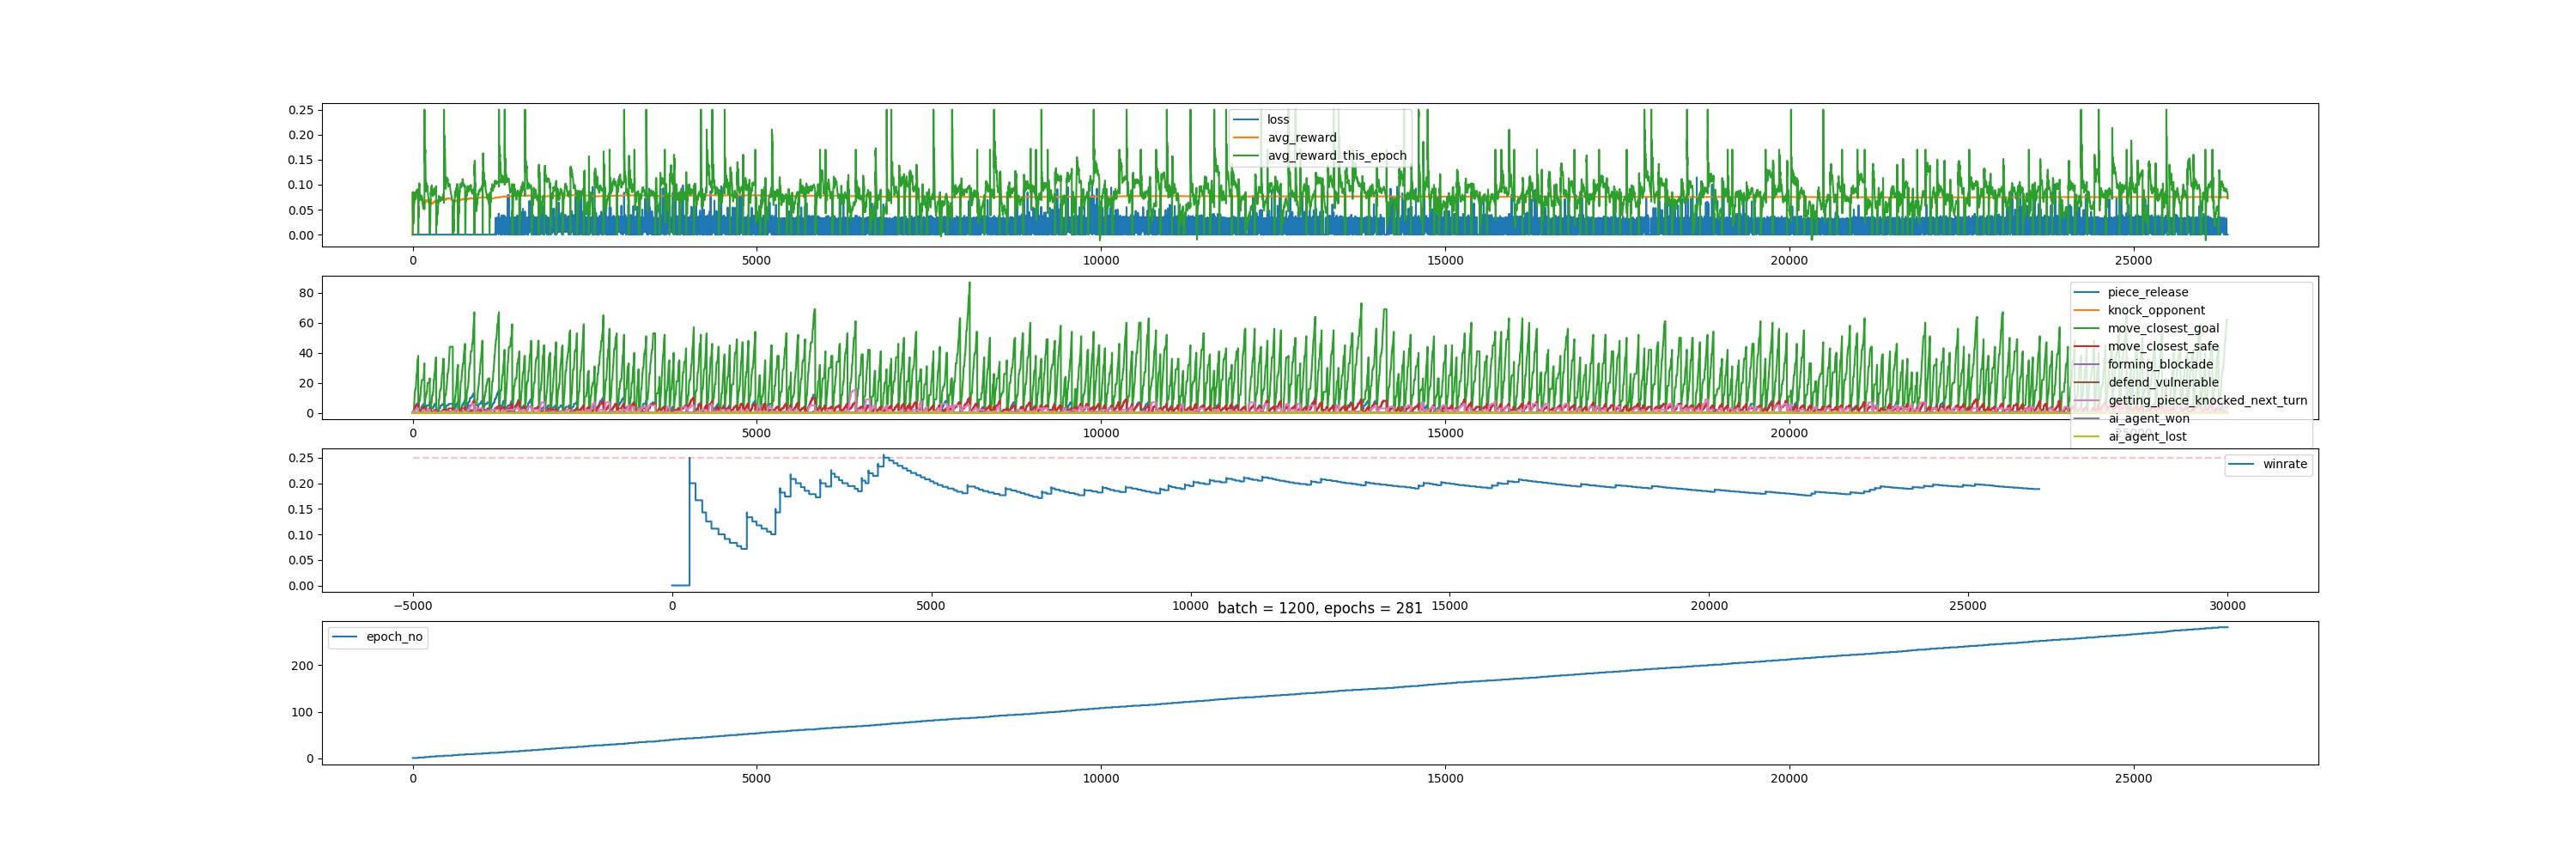 0.25
0.20
0.15
0.10
0.05
0.00
loss
avg_reward
avg_reward_this_epoch
0 5000 10000 15000 20000 25000
80
60
40
20
0
piece_release
knock_opponent
move_closest_goal
move_closest_safe
forming_blockade
defend_vulnerable
getting_piece_knocked_next_turn
ai_agent_won
ai_agent_lost
0 5000 10000 15000 20000 25000
0.25
0.20
0.15
0.10
0.05
0.00
winrate
−5000 0 5000 10000 15000 20000 25000 30000
batch = 1200, epochs = 281
epoch_no
200
100
0
0 5000 10000 15000 20000 25000